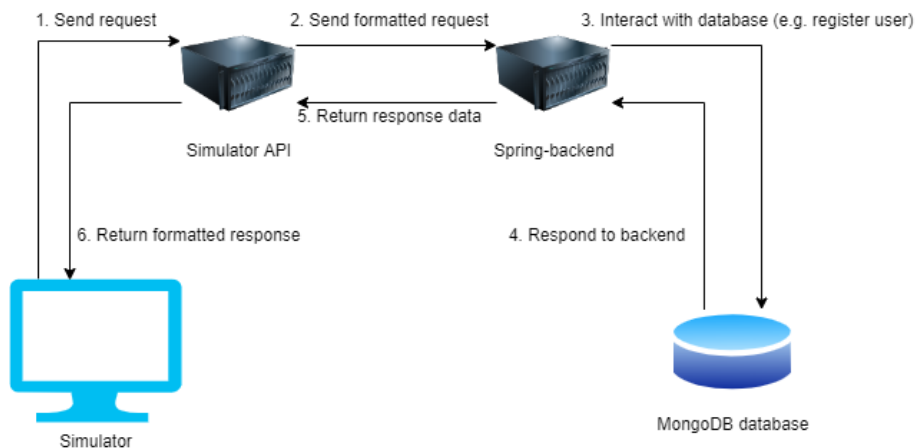 1. Send request
2. Send formatted request
3. Interact with database (e.g. register user)
5. Return response data
Simulator API
Spring-backend
6. Return formatted response
4. Respond to backend
MongoDB database
Simulator